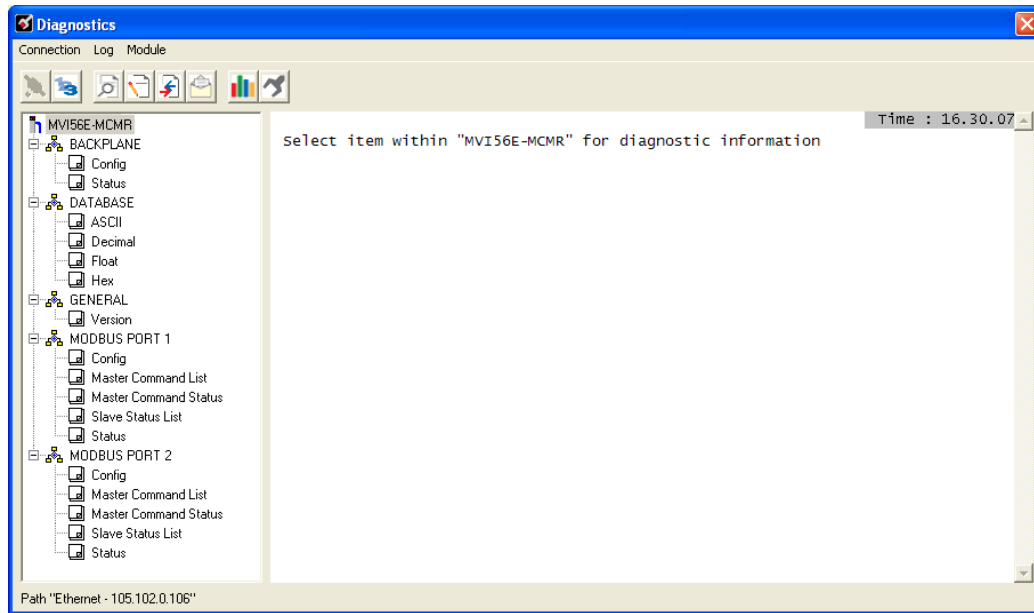 Diagnostics
Connection Log Module
Time : 16.30.07
Select item within "MVI56E-MCMR" for diagnostic information
MVI56E-MCMR
BACKPLANE
Config
Status
DATABASE
ASCII
Decimal
Float
Hex
GENERAL
Version
MODBUS PORT 1
Config
Master Command List
Master Command Status
Slave Status List
Status
MODBUS PORT 2
Config
Master Command List
Master Command Status
Slave Status List
Status
Path "Ethernet - 105.102.0.106"